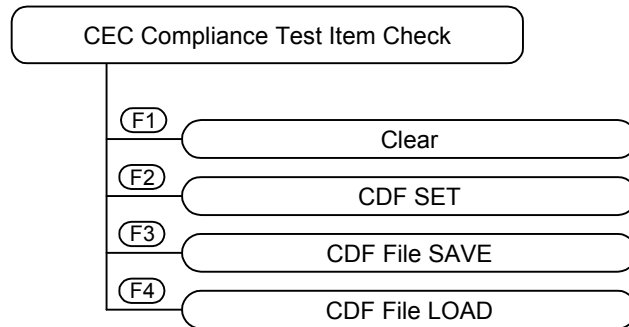 CEC Compliance Test Item Check
F1
Clear
F2
CDF SET
F3
CDF File SAVE
F4
CDF File LOAD